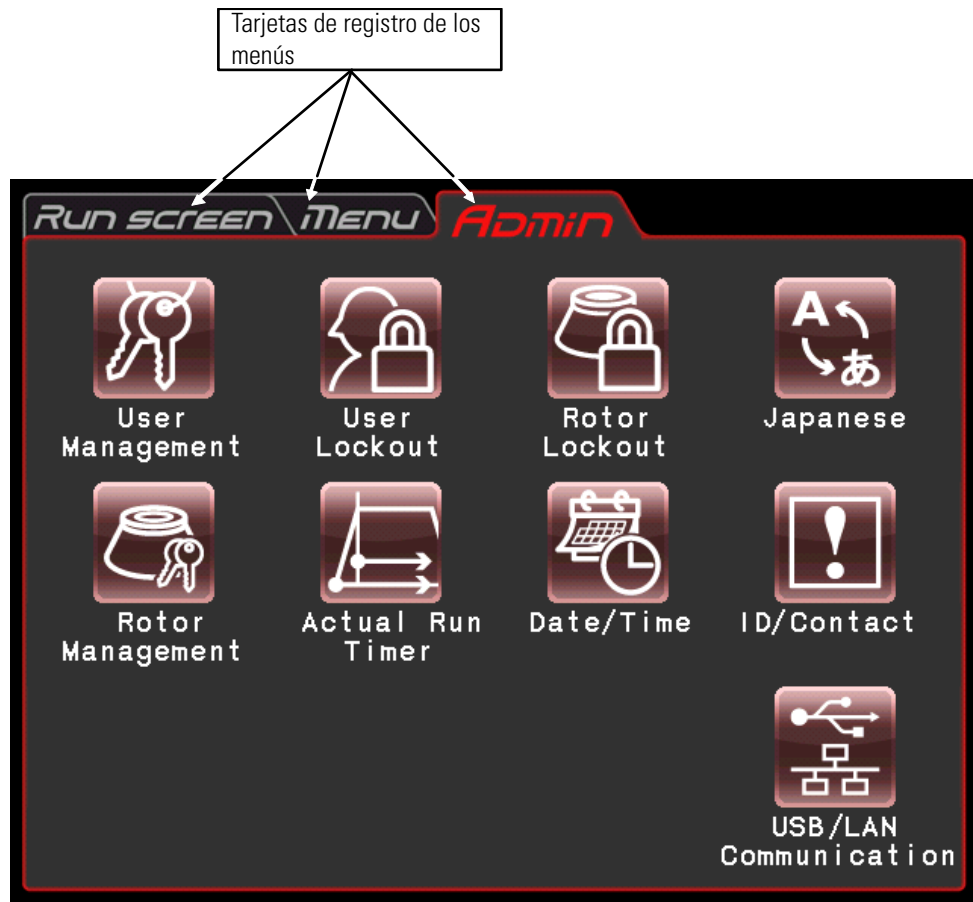 Tarjetas de registro de los
menús
Run screen Menu Admin
User User Rotor Japanese
Management Lockout Lockout
Rotor Actual Run Date/Time ID/Contact
Management Timer
USB/LAN
Communication